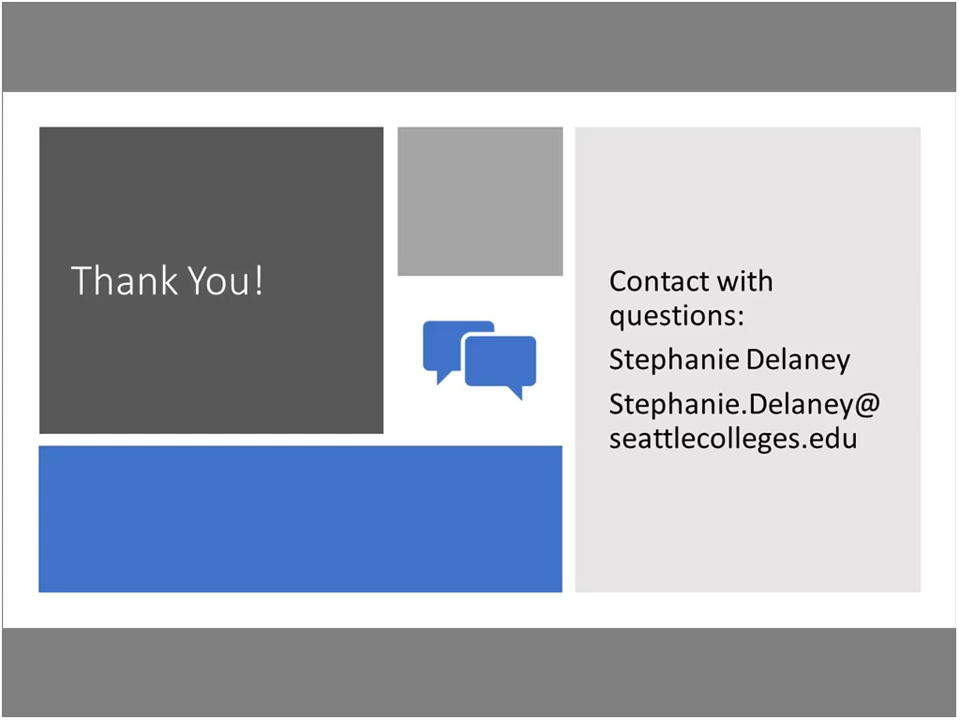 Thank You!
Contact with
questions:
Stephanie Delaney
Stephanie.Delaney@
seattlecolleges.edu